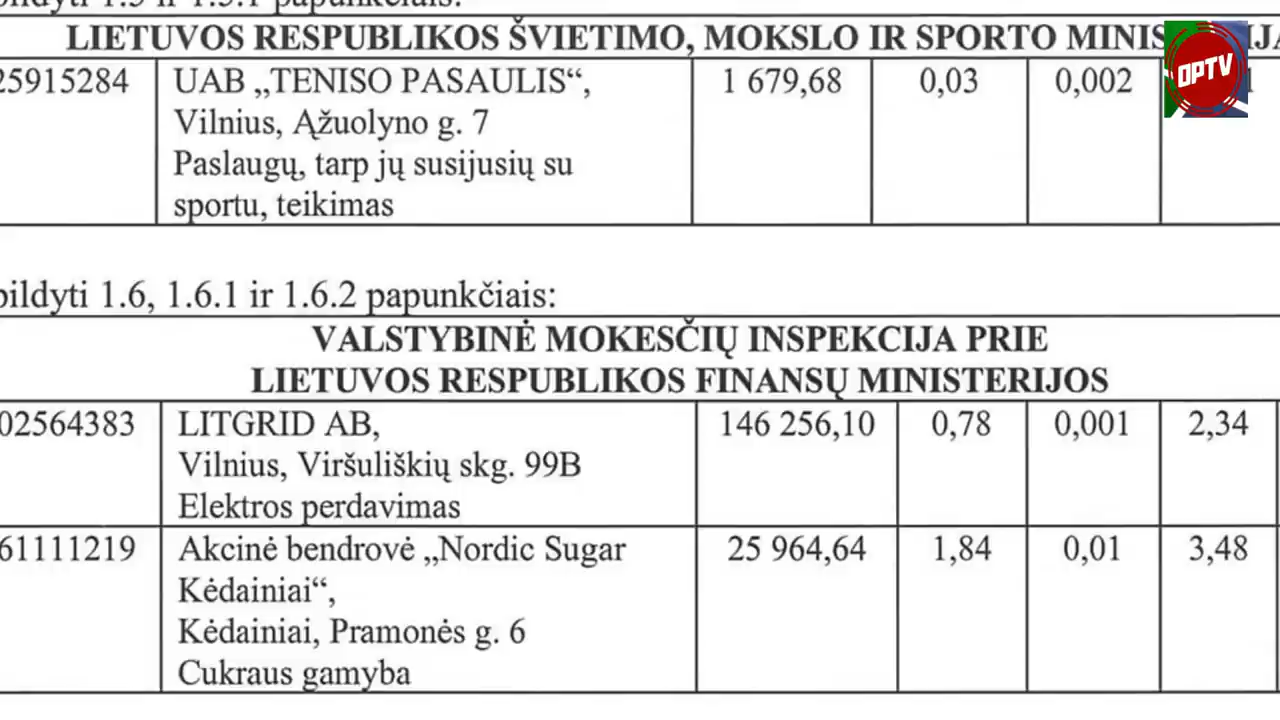 LIETUVOS RESPUBLIKOS ŠVIETIMO, MOKSLO IR SPORTO
25915284 UAB „TENISO PASAULIS“, 1 679,68 0,03 0,002
Vilnius, Ąžuolyno g. 7
Paslaugų, tarp jų susijusių su
sportu, teikimas
OPTV
pildyti 1.6, 1.6.1 ir 1.6.2 papunkčiais:
VALSTYBINĖ MOKESČIŲ INSPEKCIJA PRIE
LIETUVOS RESPUBLIKOS FINANSŲ MINISTERIJOS
02564383 LITGRID AB, 146 256,10 0,78 0,001 2,34
Vilnius, Viršuliškių skg. 99B
Elektros perdavimas
61111219 Akcinė bendrovė „Nordic Sugar 25 964,64 1,84 0,01 3,48
Kėdainiai“,
Kėdainiai, Pramonės g. 6
Cukraus gamyba